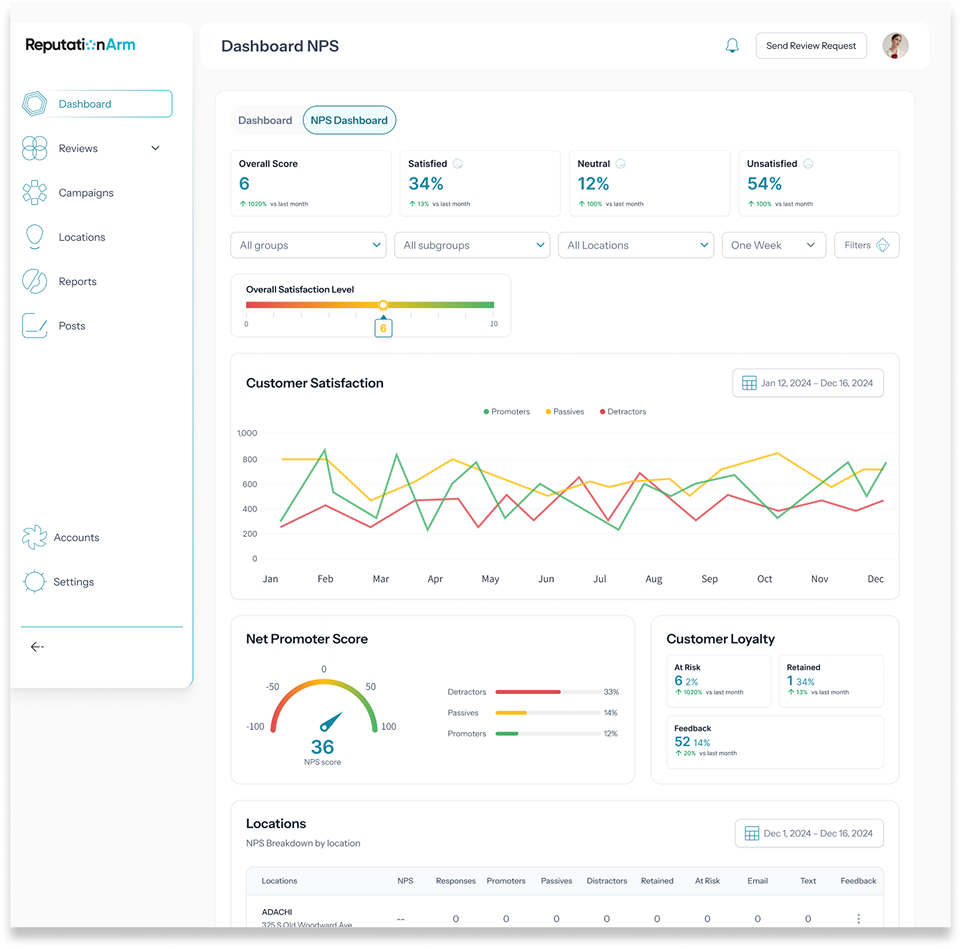 ReputationArm
Dashboard NPS
Send Review Request
Dashboard
Reviews
Campaigns
Locations
Reports
Posts
Accounts
Settings
Dashboard NPS Dashboard
Overall Score
6
1020% vs last month
Satisfied
34%
13% vs last month
Neutral
12%
100% vs last month
Unsatisfied
54%
100% vs last month
All groups
All subgroups
All Locations
One Week
Filters
Overall Satisfaction Level
0
10
6
Customer Satisfaction
Jan 12, 2024 – Dec 16, 2024
Promoters Passives Detractors
1,000
800
600
400
200
0
Jan Feb Mar Apr May Jun Jul Aug Sep Oct Nov Dec
Net Promoter Score
0
-50 50
-100 100
36
NPS score
Detractors 33%
Passives 14%
Promoters 12%
Customer Loyalty
At Risk
6 2%
1020% vs last month
Retained
1 34%
13% vs last month
Feedback
52 14%
20% vs last month
Locations
NPS Breakdown by location
Dec 1, 2024 – Dec 16, 2024
Locations NPS Responses Promoters Passives Distractors Retained At Risk Email Text Feedback
ADACHI
325 S Old Woodward Ave
-- 0 0 0 0 0 0 0 0